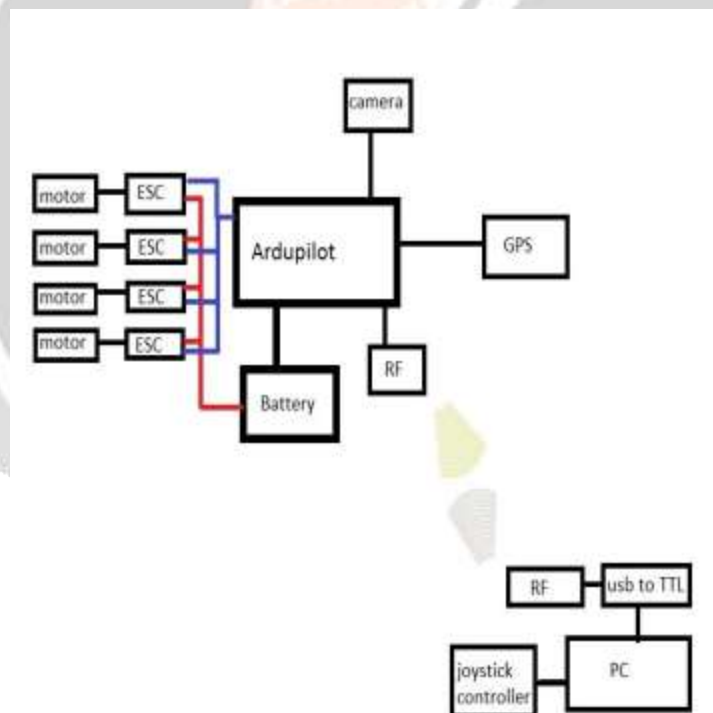 camera
motor
ESC
motor
ESC
motor
ESC
motor
ESC
Ardupilot
GPS
RF
Battery
RF
usb to TTL
joystick
controller
PC